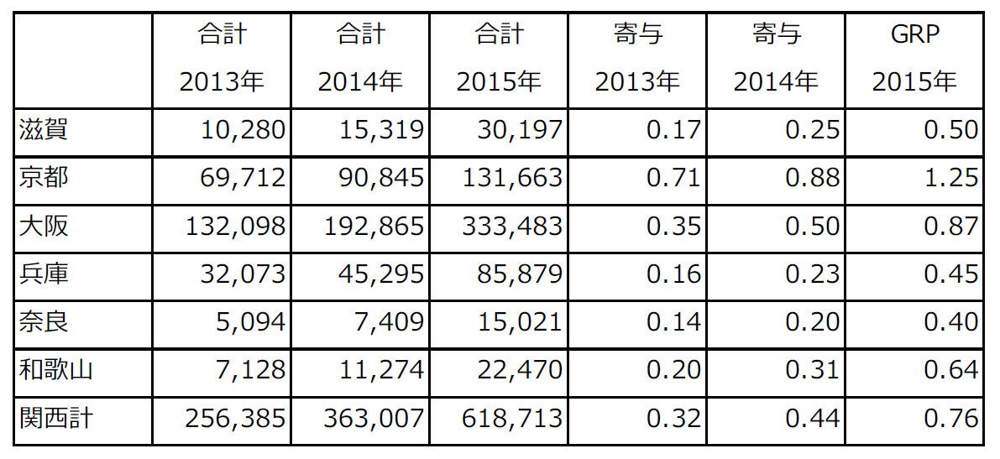 合計 合計 合計 寄与 寄与 GRP
2013年 2014年 2015年 2013年 2014年 2015年
滋賀 10,280 15,319 30,197 0.17 0.25 0.50
京都 69,712 90,845 131,663 0.71 0.88 1.25
大阪 132,098 192,865 333,483 0.35 0.50 0.87
兵庫 32,073 45,295 85,879 0.16 0.23 0.45
奈良 5,094 7,409 15,021 0.14 0.20 0.40
和歌山 7,128 11,274 22,470 0.20 0.31 0.64
関西計 256,385 363,007 618,713 0.32 0.44 0.76